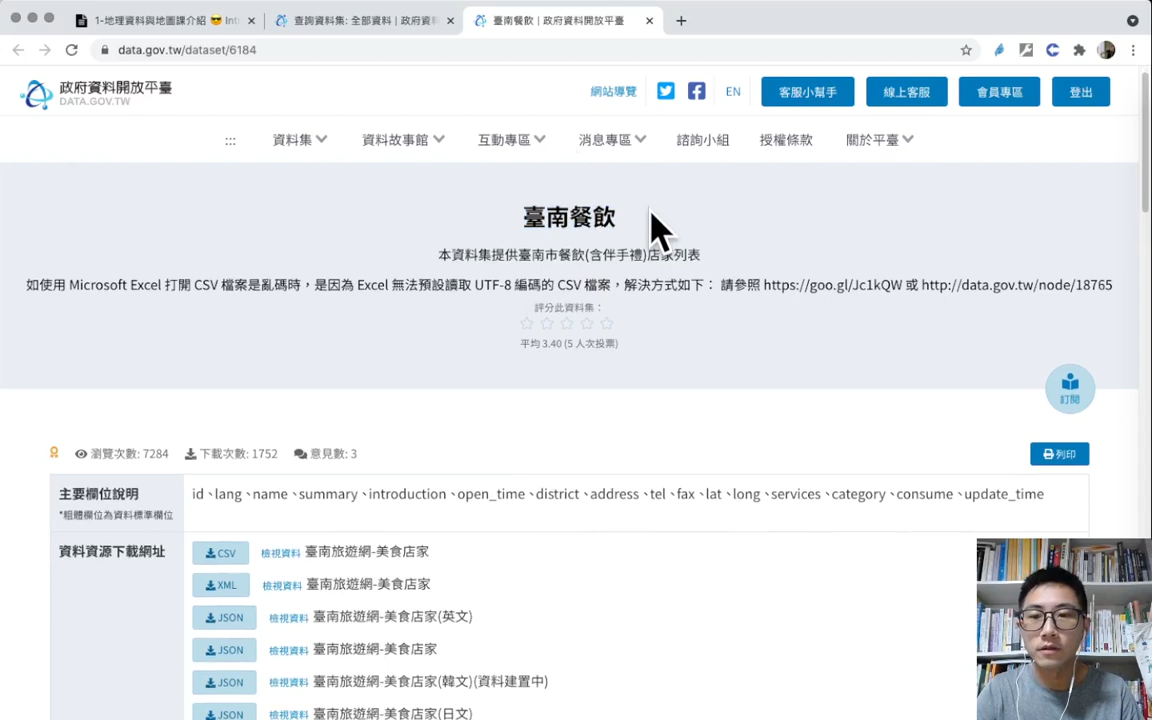 1-地理資料與地圖課介紹 😎 Int
查詢資料集: 全部資料 | 政府資
臺南餐飲 | 政府資料開放平臺
data.gov.tw/dataset/6184
政府資料開放平臺
DATA.GOV.TW
網站導覽
EN
客服小幫手
線上客服
會員專區
登出
:::
資料集
資料故事館
互動專區
消息專區
諮詢小組
授權條款
關於平臺
臺南餐飲
本資料集提供臺南市餐飲(含伴手禮)店家列表
如使用 Microsoft Excel 打開 CSV 檔案是亂碼時，是因為 Excel 無法預設讀取 UTF-8 編碼的 CSV 檔案，解決方式如下： 請參照 https://goo.gl/Jc1kQW 或 http://data.gov.tw/node/18765
評分此資料集：
平均 3.40 (5 人次投票)
訂閱
瀏覽次數: 7284 下載次數: 1752 意見數: 3
列印
主要欄位說明
*粗體欄位為資料標準欄位
id、lang、name、summary、introduction、open_time、district、address、tel、fax、lat、long、services、category、consume、update_time
資料資源下載網址
CSV 檢視資料 臺南旅遊網-美食店家
XML 檢視資料 臺南旅遊網-美食店家
JSON 檢視資料 臺南旅遊網-美食店家(英文)
JSON 檢視資料 臺南旅遊網-美食店家
JSON 檢視資料 臺南旅遊網-美食店家(韓文)(資料建置中)
JSON 檢視資料 臺南旅遊網-美食店家(日文)